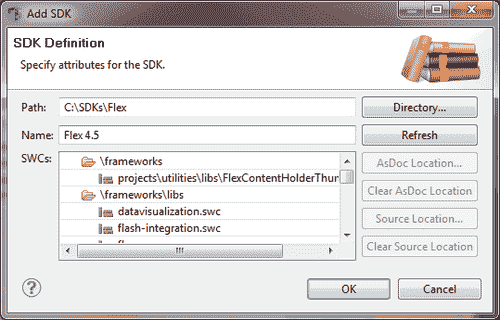 Add SDK
SDK Definition
Specify attributes for the SDK.
Path: C:\SDKs\Flex Directory...
Name: Flex 4.5 Refresh
SWCs: \frameworks AsDoc Location...
projects\utilities\libs\FlexContentHolderThur
Clear AsDoc Location
\frameworks\libs
datavisualization.swc Source Location...
flash-integration.swc
Clear Source Location
? OK Cancel